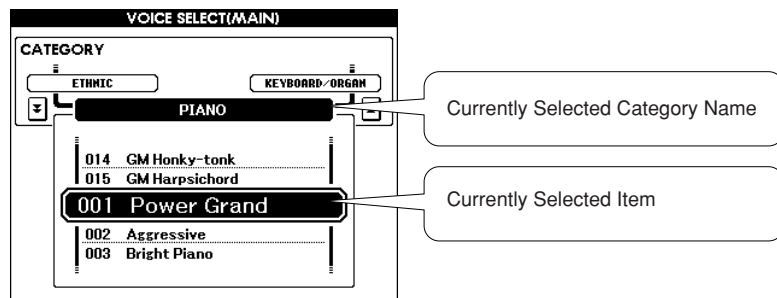 VOICE SELECT(MAIN)
CATEGORY
ETHNIC
KEYBOARD/ORGAN
PIANO
Currently Selected Category Name
014 GM Honky-tonk
015 GM Harpsichord
001 Power Grand
Currently Selected Item
002 Aggressive
003 Bright Piano